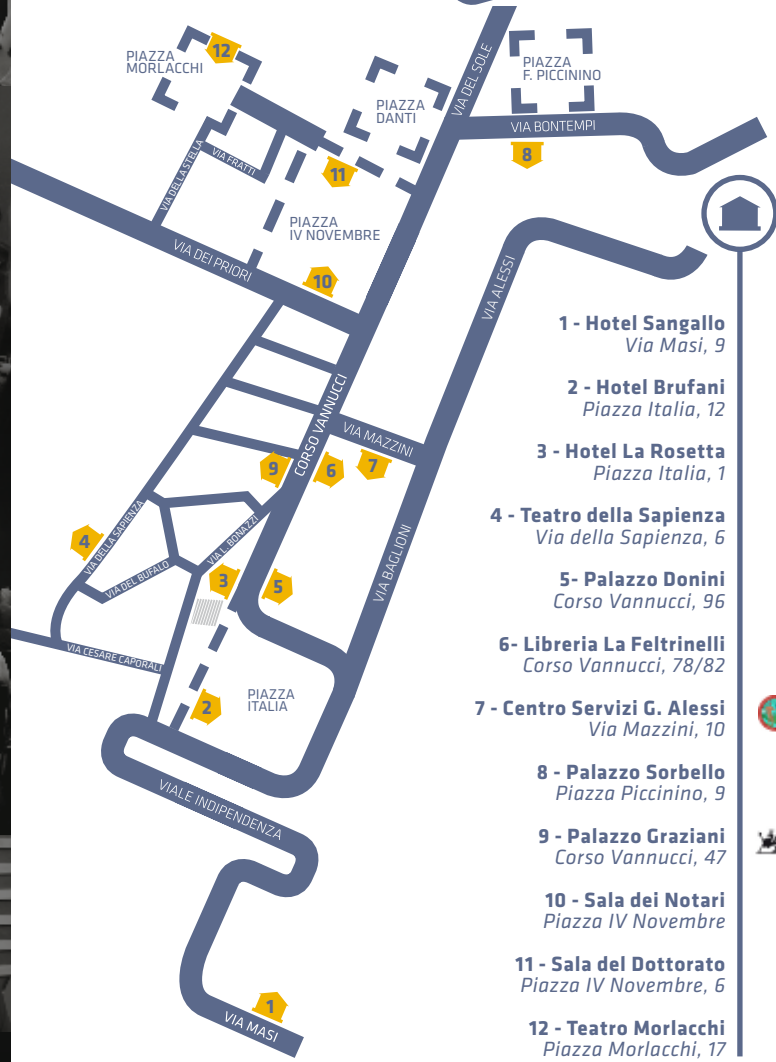 12
PIAZZA
MORLACCHI
PIAZZA
DANTI
VIA DEL SOLE
PIAZZA
F. PICCININO
VIA BONTEMPI
8
VIA DELLA STELLA
VIA FRATTI
11
PIAZZA
IV NOVEMBRE
VIA DEI PRIORI
10
VIA ALESSI
CORSO VANNUCCI
VIA MAZZINI
9
6
7
4
VIA DELLA SAPIENZA
VIA L. BONAZZI
VIA DEL BUFALO
3
5
VIA BAGLIONI
VIA CESARE CAPORALI
2
PIAZZA
ITALIA
VIALE INDIPENDENZA
1
VIA MASI
1 - Hotel Sangallo
Via Masi, 9
2 - Hotel Brufani
Piazza Italia, 12
3 - Hotel La Rosetta
Piazza Italia, 1
4 - Teatro della Sapienza
Via della Sapienza, 6
5- Palazzo Donini
Corso Vannucci, 96
6- Libreria La Feltrinelli
Corso Vannucci, 78/82
7 - Centro Servizi G. Alessi
Via Mazzini, 10
8 - Palazzo Sorbello
Piazza Piccinino, 9
9 - Palazzo Graziani
Corso Vannucci, 47
10 - Sala dei Notari
Piazza IV Novembre
11 - Sala del Dottorato
Piazza IV Novembre, 6
12 - Teatro Morlacchi
Piazza Morlacchi, 17